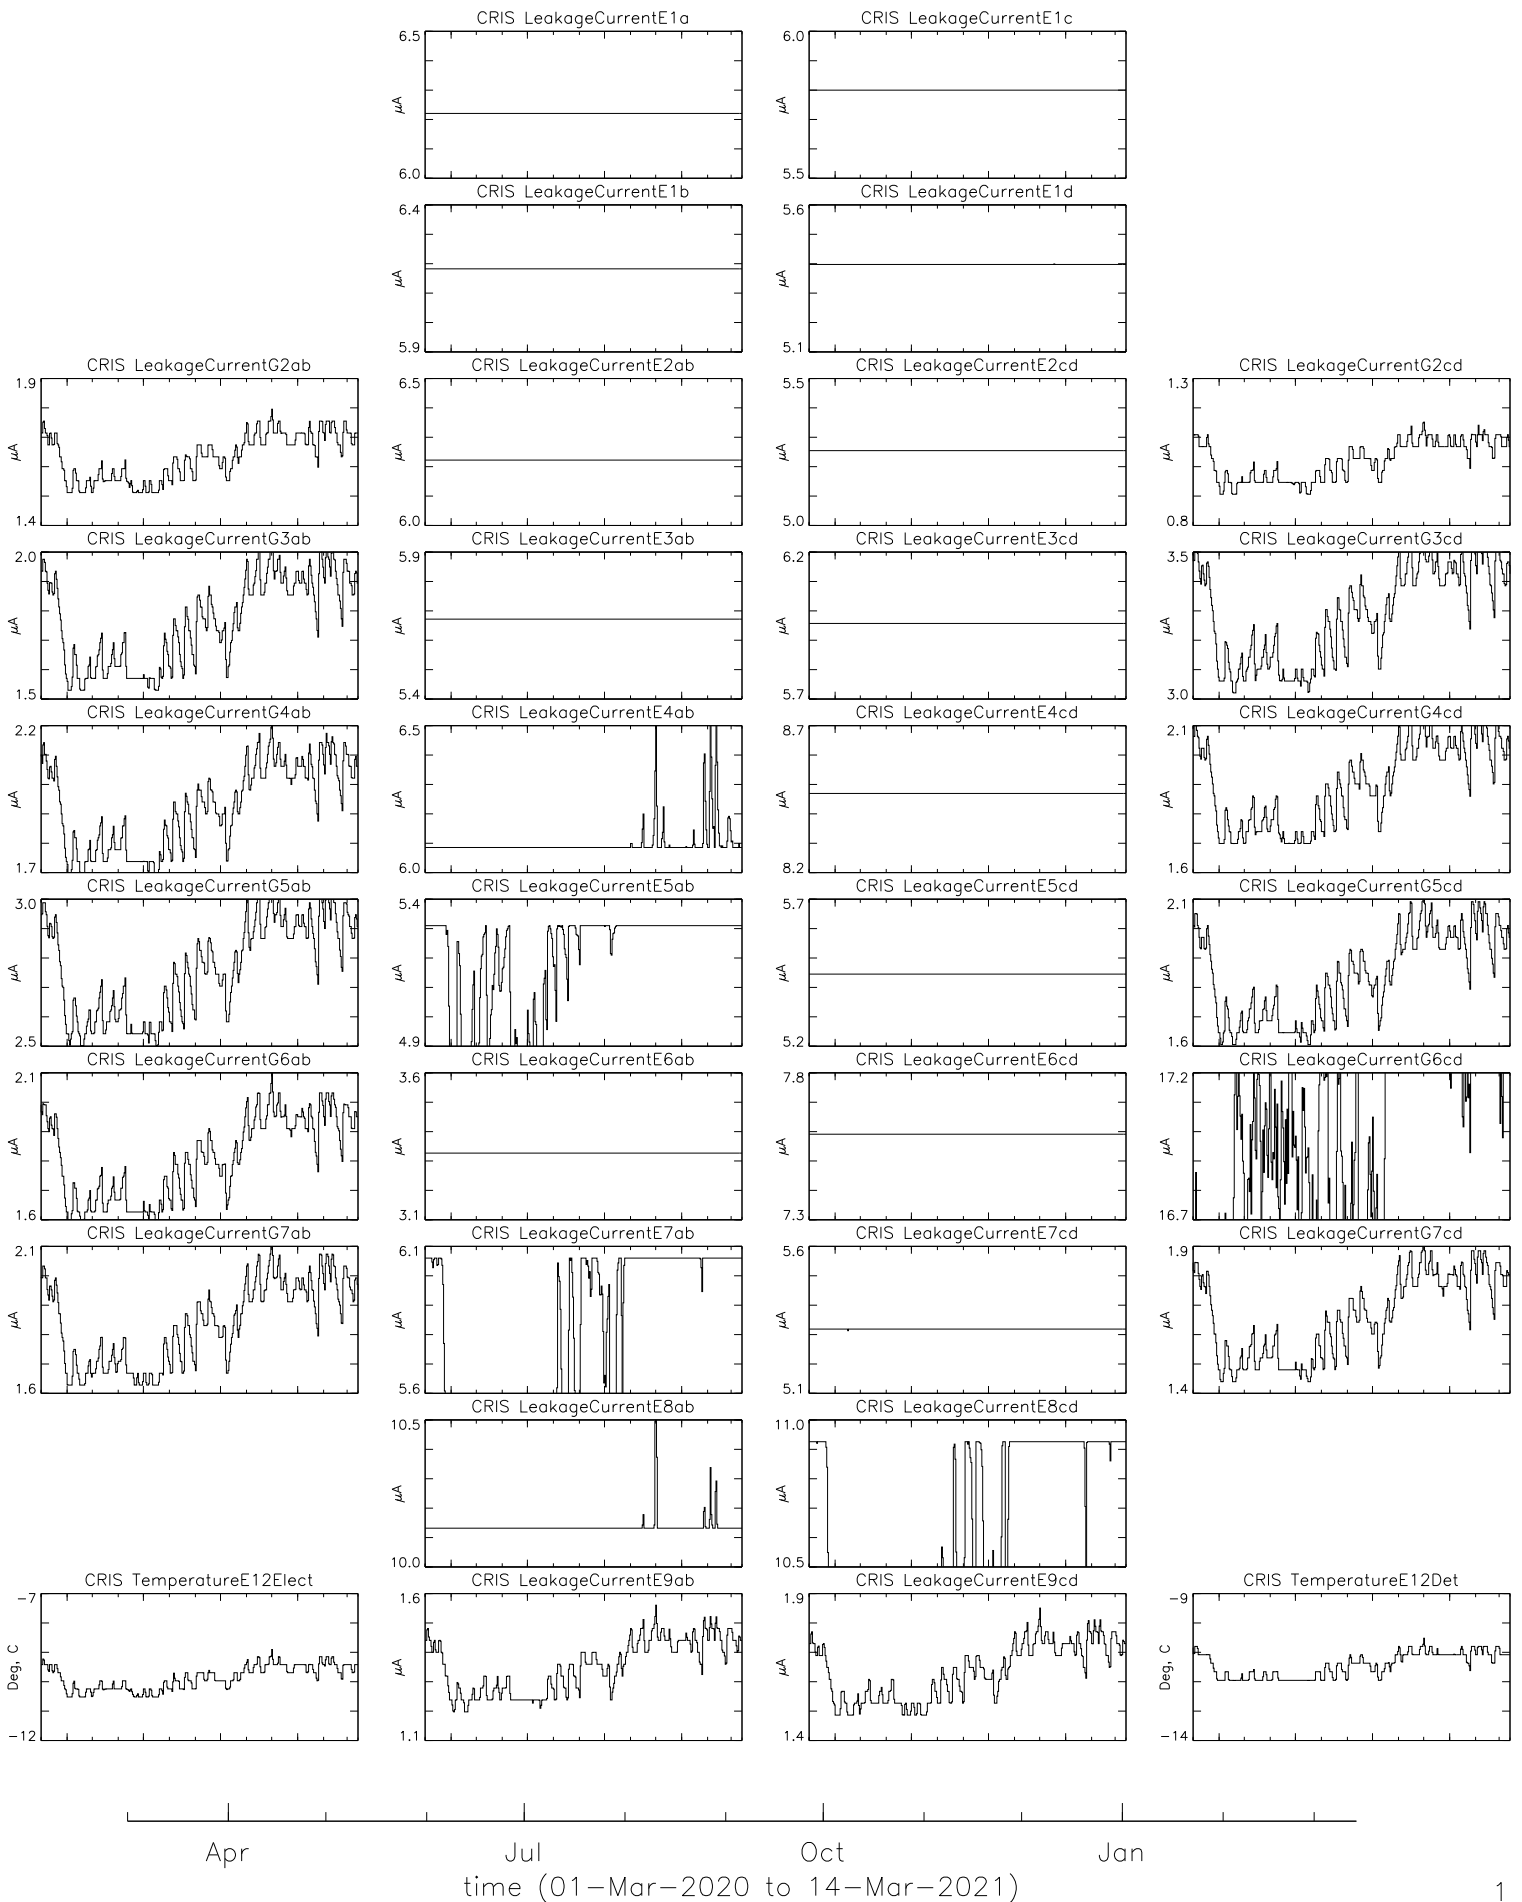 CRIS LeakageCurrentE1a
6.5
μA
6.0
CRIS LeakageCurrentE1c
6.0
μA
5.5
CRIS LeakageCurrentE1b
6.4
μA
5.9
CRIS LeakageCurrentE1d
5.6
μA
5.1
CRIS LeakageCurrentG2ab
1.9
μA
1.4
CRIS LeakageCurrentE2ab
6.5
μA
6.0
CRIS LeakageCurrentE2cd
5.5
μA
5.0
CRIS LeakageCurrentG2cd
1.3
μA
0.8
CRIS LeakageCurrentG3ab
2.0
μA
1.5
CRIS LeakageCurrentE3ab
5.9
μA
5.4
CRIS LeakageCurrentE3cd
6.2
μA
5.7
CRIS LeakageCurrentG3cd
3.5
μA
3.0
CRIS LeakageCurrentG4ab
2.2
μA
1.7
CRIS LeakageCurrentE4ab
6.5
μA
6.0
CRIS LeakageCurrentE4cd
8.7
μA
8.2
CRIS LeakageCurrentG4cd
2.1
μA
1.6
CRIS LeakageCurrentG5ab
3.0
μA
2.5
CRIS LeakageCurrentE5ab
5.4
μA
4.9
CRIS LeakageCurrentE5cd
5.7
μA
5.2
CRIS LeakageCurrentG5cd
2.1
μA
1.6
CRIS LeakageCurrentG6ab
2.1
μA
1.6
CRIS LeakageCurrentE6ab
3.6
μA
3.1
CRIS LeakageCurrentE6cd
7.8
μA
7.3
CRIS LeakageCurrentG6cd
17.2
μA
16.7
CRIS LeakageCurrentG7ab
2.1
μA
1.6
CRIS LeakageCurrentE7ab
6.1
μA
5.6
CRIS LeakageCurrentE7cd
5.6
μA
5.1
CRIS LeakageCurrentG7cd
1.9
μA
1.4
CRIS LeakageCurrentE8ab
10.5
μA
10.0
CRIS LeakageCurrentE8cd
11.0
μA
10.5
CRIS TemperatureE12Elect
−7
Deg, C
−12
CRIS LeakageCurrentE9ab
1.6
μA
1.1
CRIS LeakageCurrentE9cd
1.9
μA
1.4
CRIS TemperatureE12Det
−9
Deg, C
−14
Apr Jul Oct Jan
time (01−Mar−2020 to 14−Mar−2021)
1